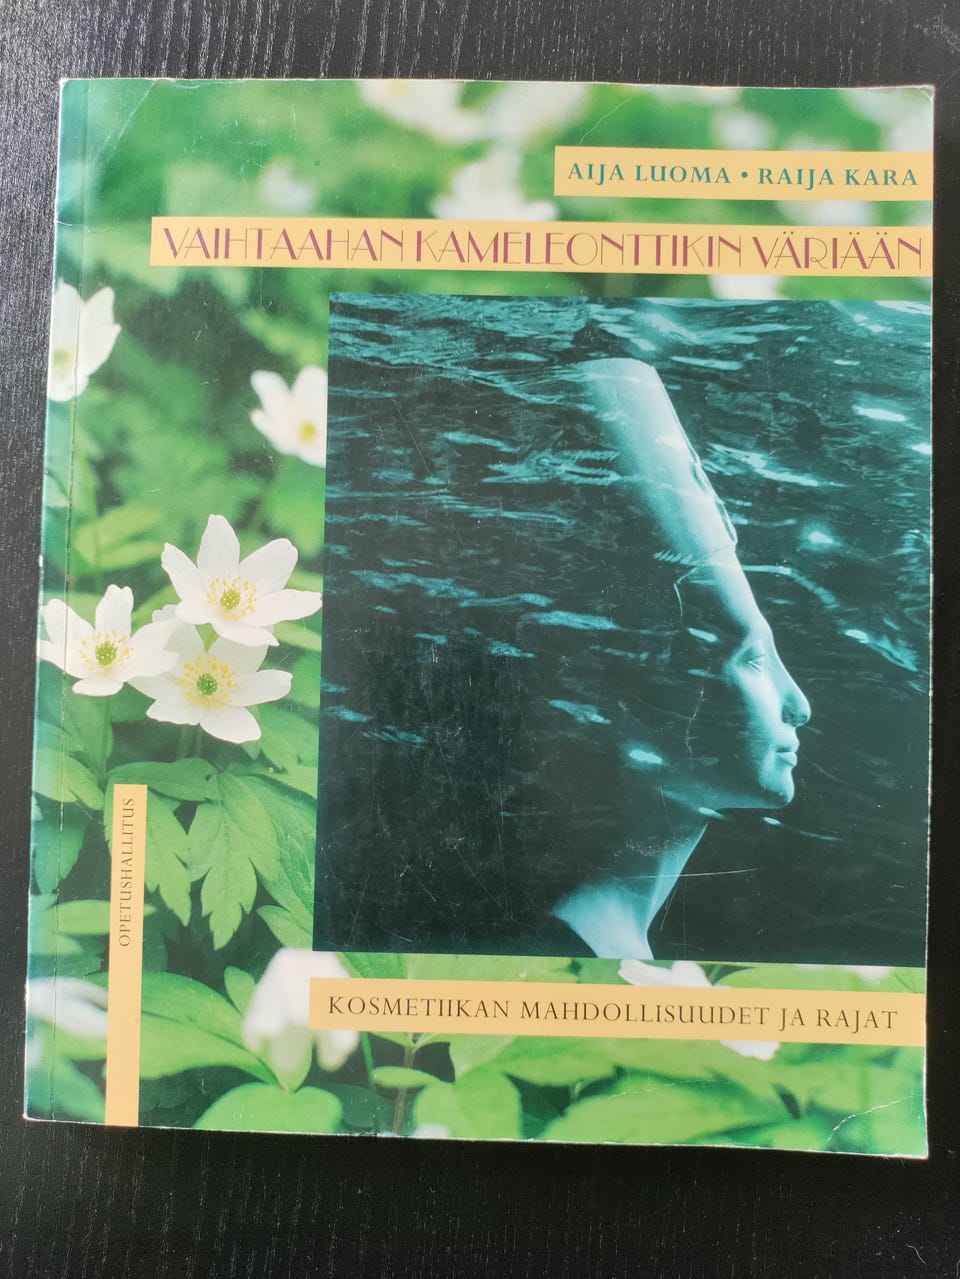 AIJA LUOMA • RAIJA KARA
VAIHTAAHAN KAMELEONTTIKIN VÄRIÄÄN
OPETUSHALLITUS
KOSMETIIKAN MAHDOLLISUUDET JA RAJAT